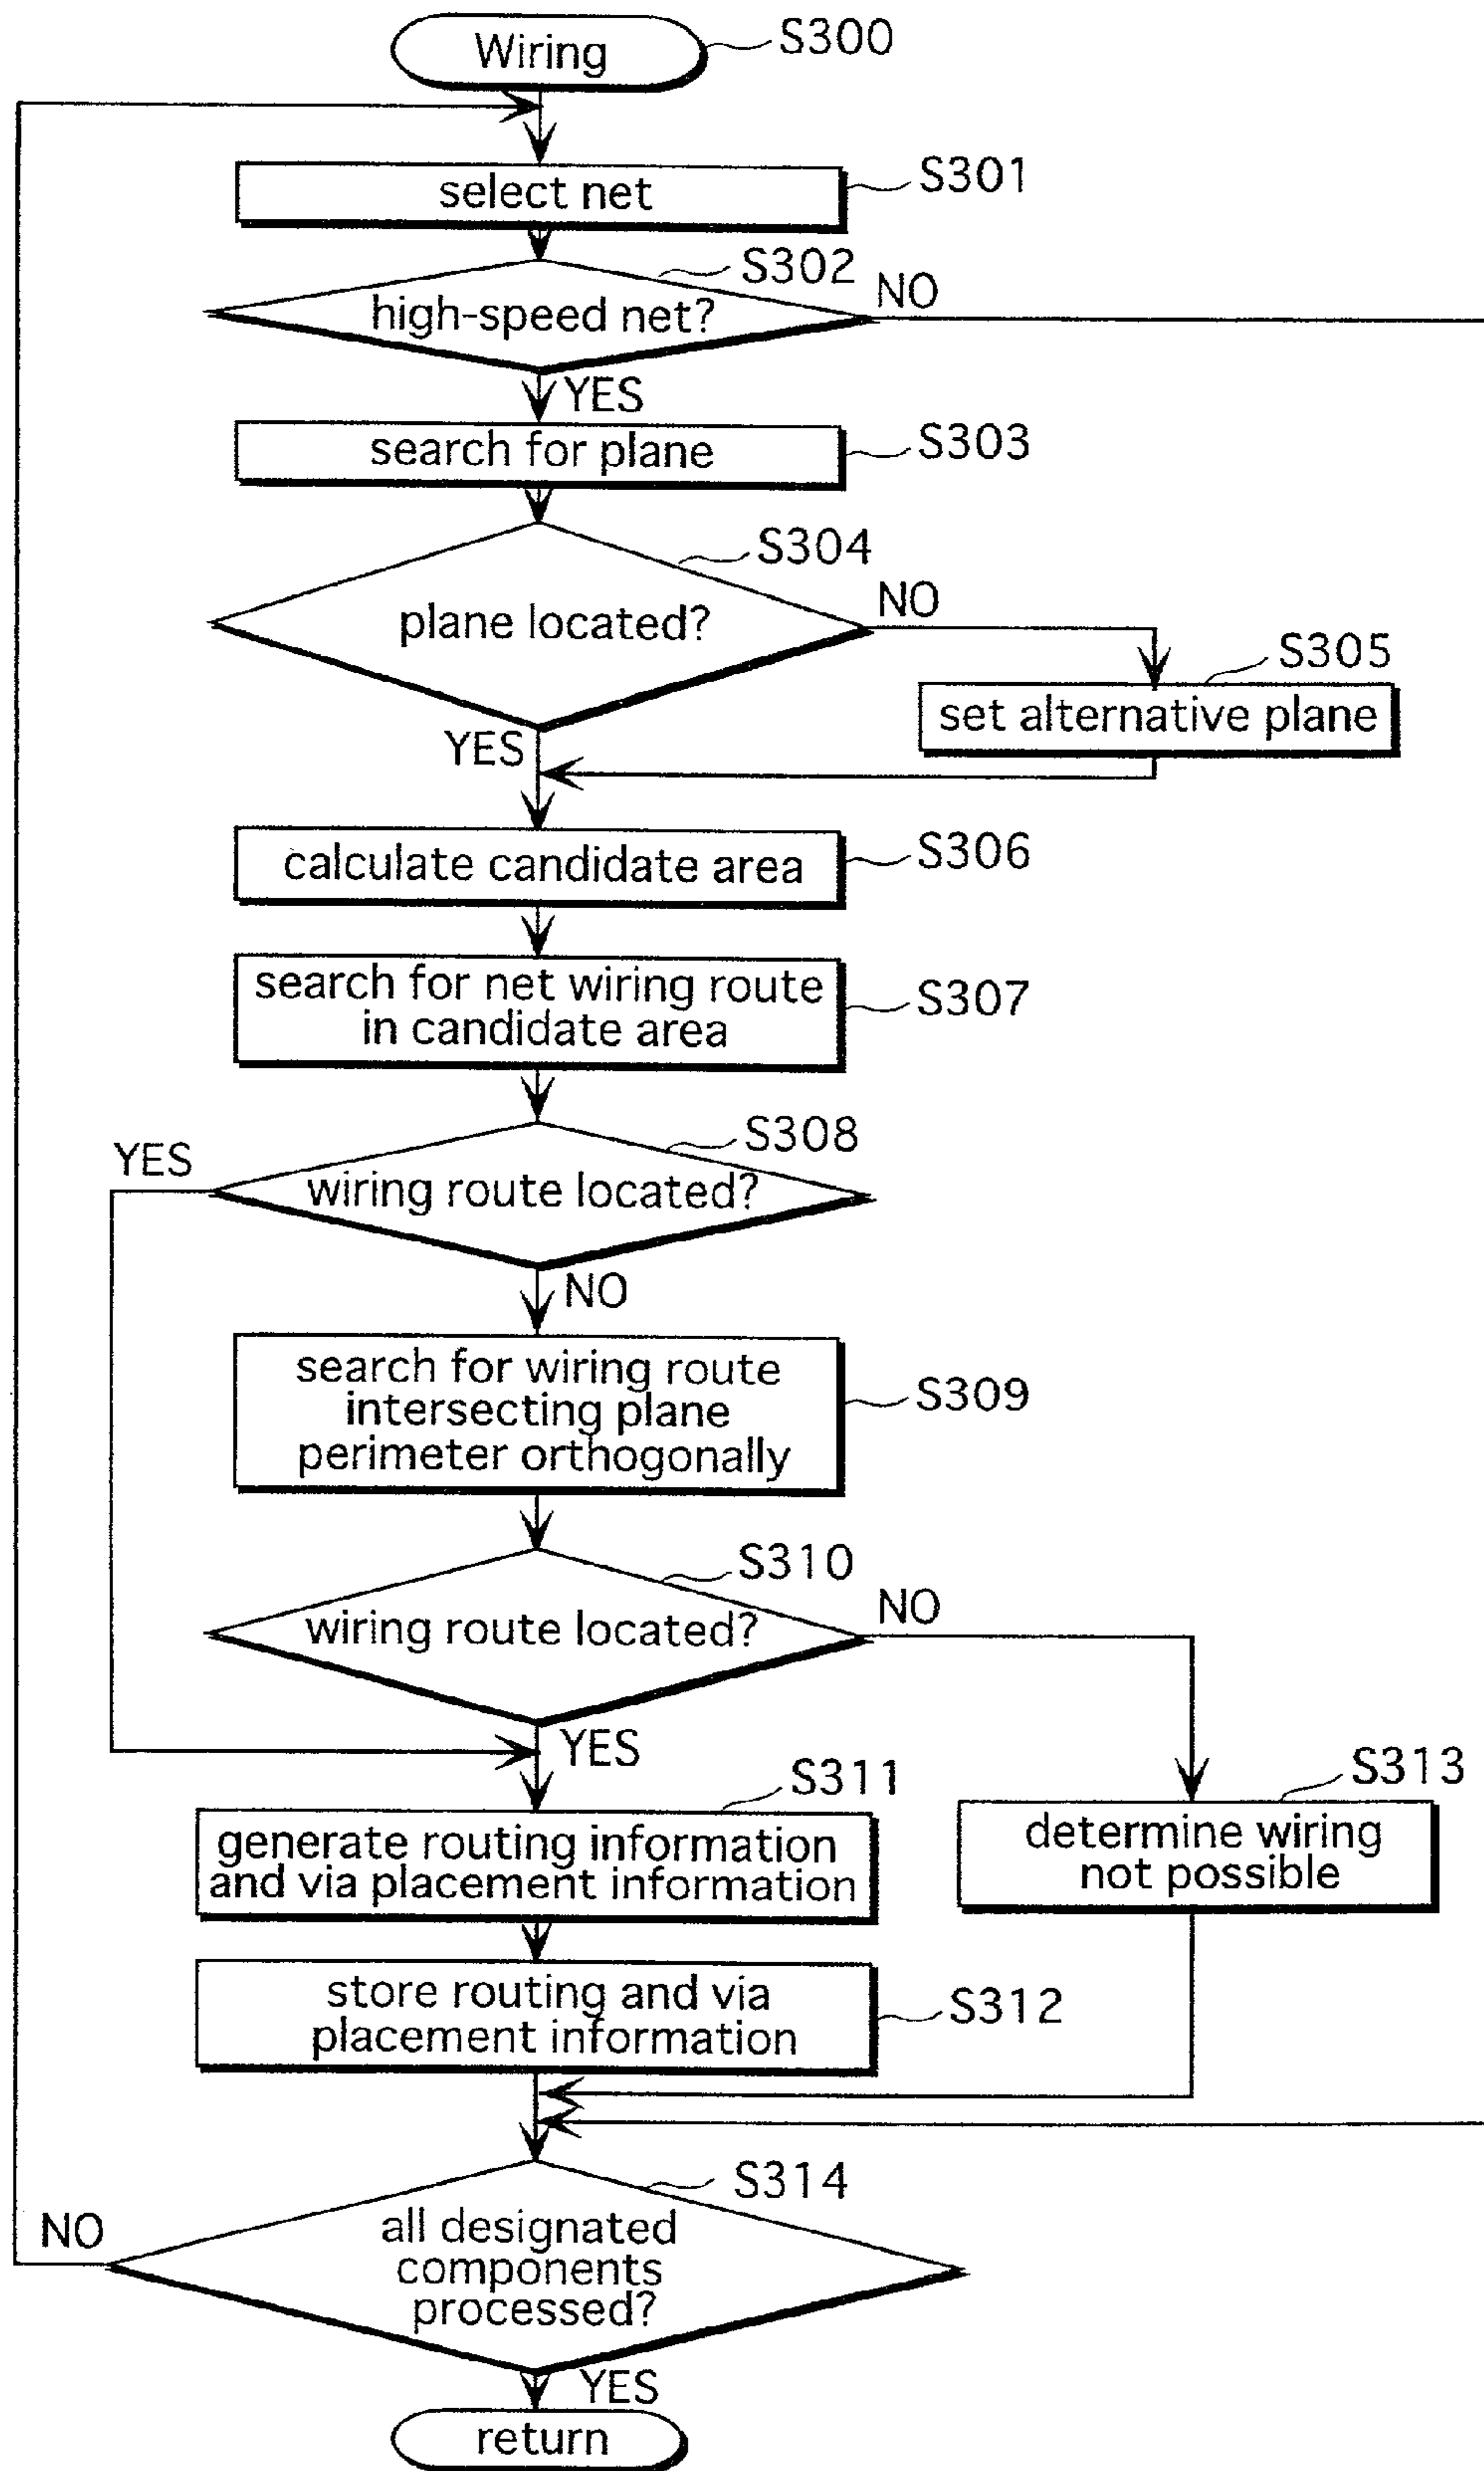 Wiring
S300
select net
S301
S302
high-speed net?
NO
YES
search for plane
S303
S304
plane located?
NO
S305
set alternative plane
YES
calculate candidate area
S306
search for net wiring route
in candidate area
S307
S308
YES
wiring route located?
NO
search for wiring route
intersecting plane
perimeter orthogonally
S309
S310
wiring route located?
NO
YES
S311
generate routing information
and via placement information
S313
determine wiring
not possible
store routing and via
placement information
S312
S314
all designated
components
processed?
NO
YES
return